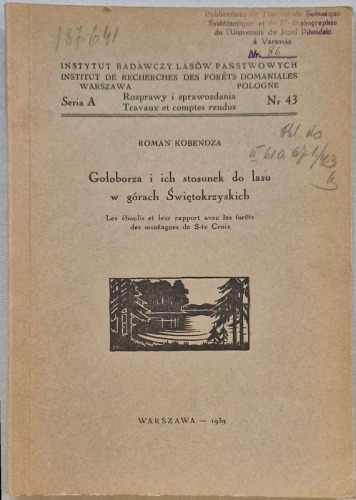 187.641
Publications de l'Institut de Botanique
Systématique et de Phytogéographie
de l'Université de Józef Piłsudski
à Varsovie
Nr. 86
INSTYTUT BADAWCZY LASÓW PAŃSTWOWYCH
INSTITUT DE RECHERCHES DES FORÊTS DOMANIALES
WARSZAWA POLOGNE
Seria A Rozprawy i sprawozdania Nr 43
Travaux et comptes rendus
ROMAN KOBENDZA
Gołoborza i ich stosunek do lasu
w górach Świętokrzyskich
Les éboulis et leur rapport avec les forêts
des montagnes de S-te Croix
WARSZAWA — 1939